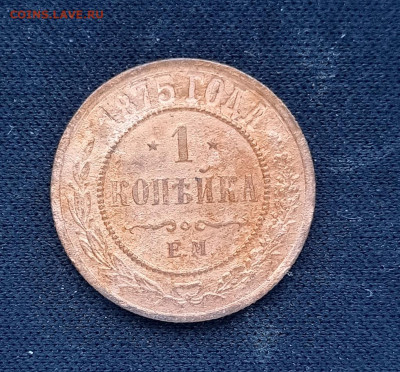 COINS.LAVE.RU
1875 ГОДА
* 1 *
КОПѢЙКА
Е.М.